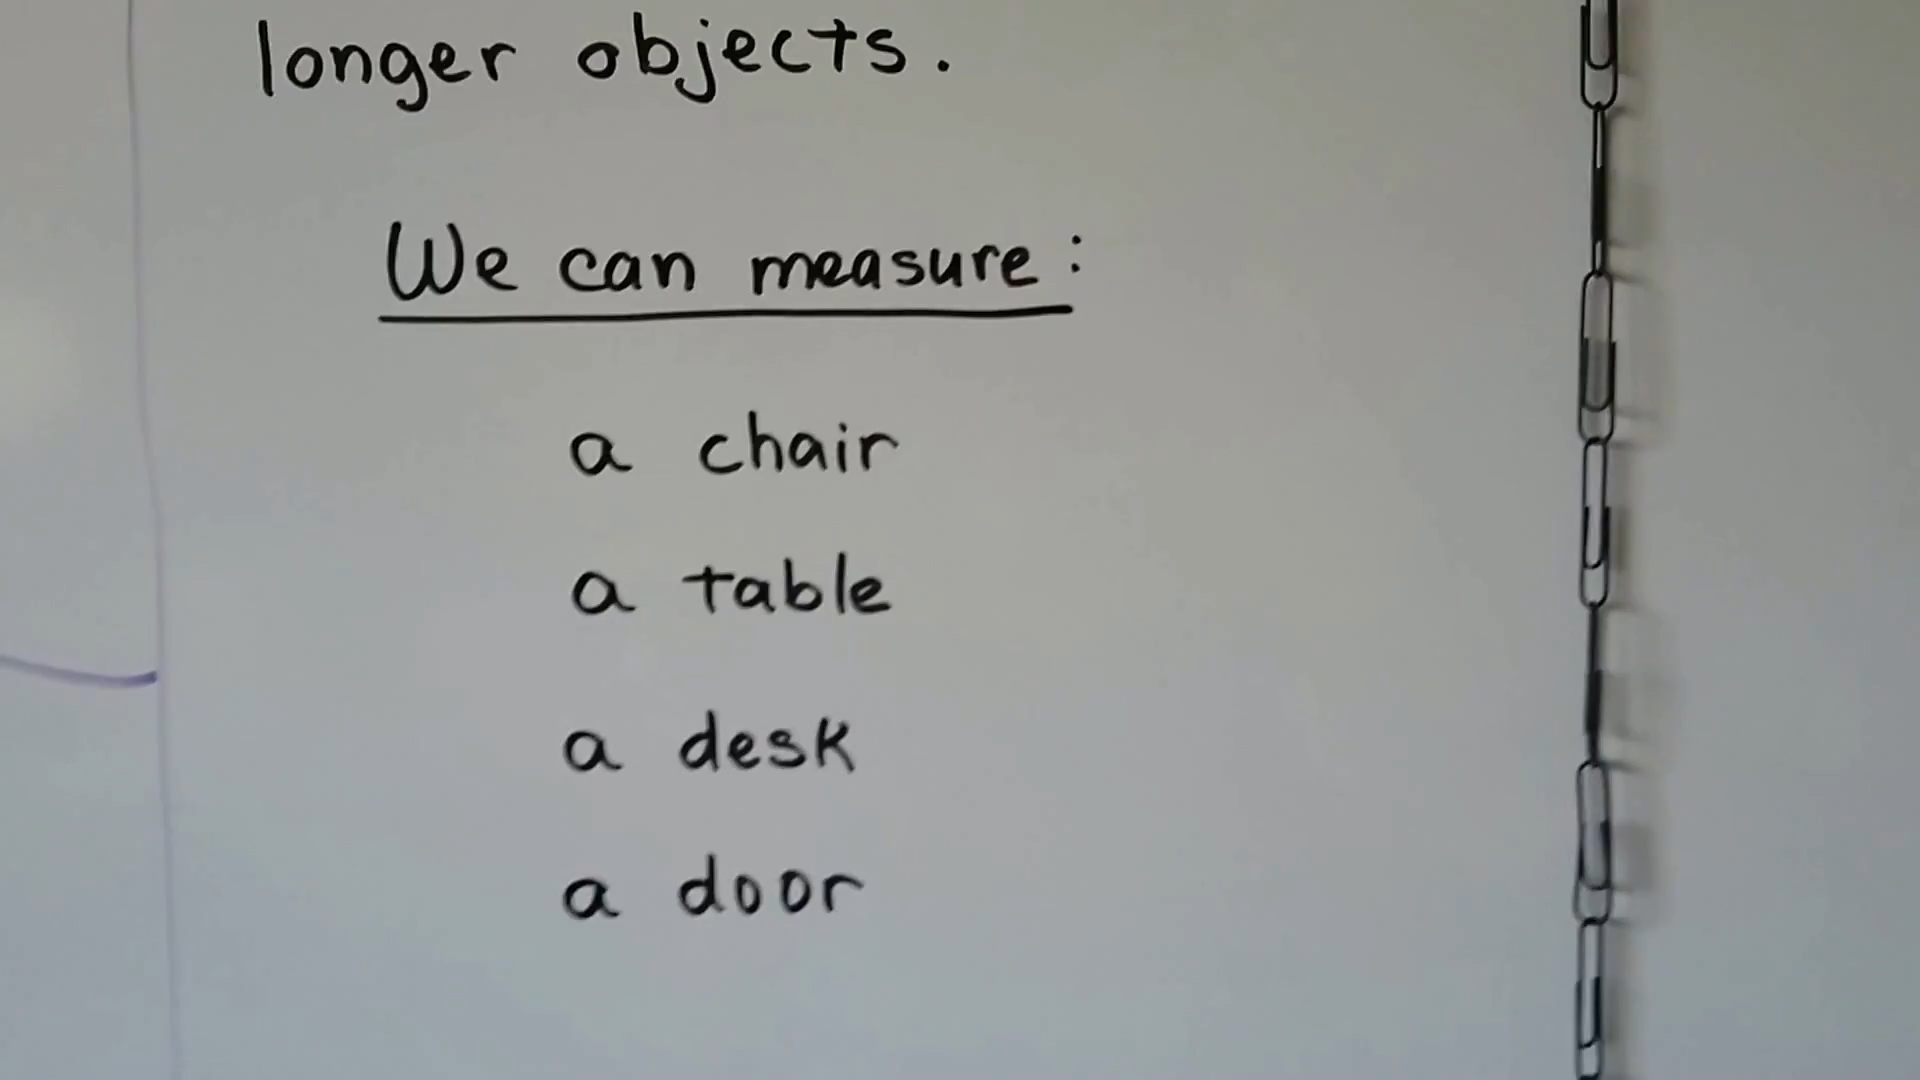 longer objects.
We can measure:
a chair
a table
a desk
a door